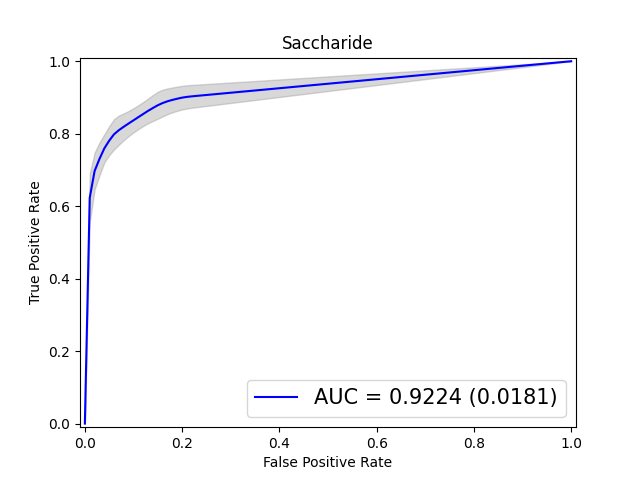 Saccharide
1.0
0.8
0.6
0.4
0.2
0.0
True Positive Rate
AUC = 0.9224 (0.0181)
0.0 0.2 0.4 0.6 0.8 1.0
False Positive Rate